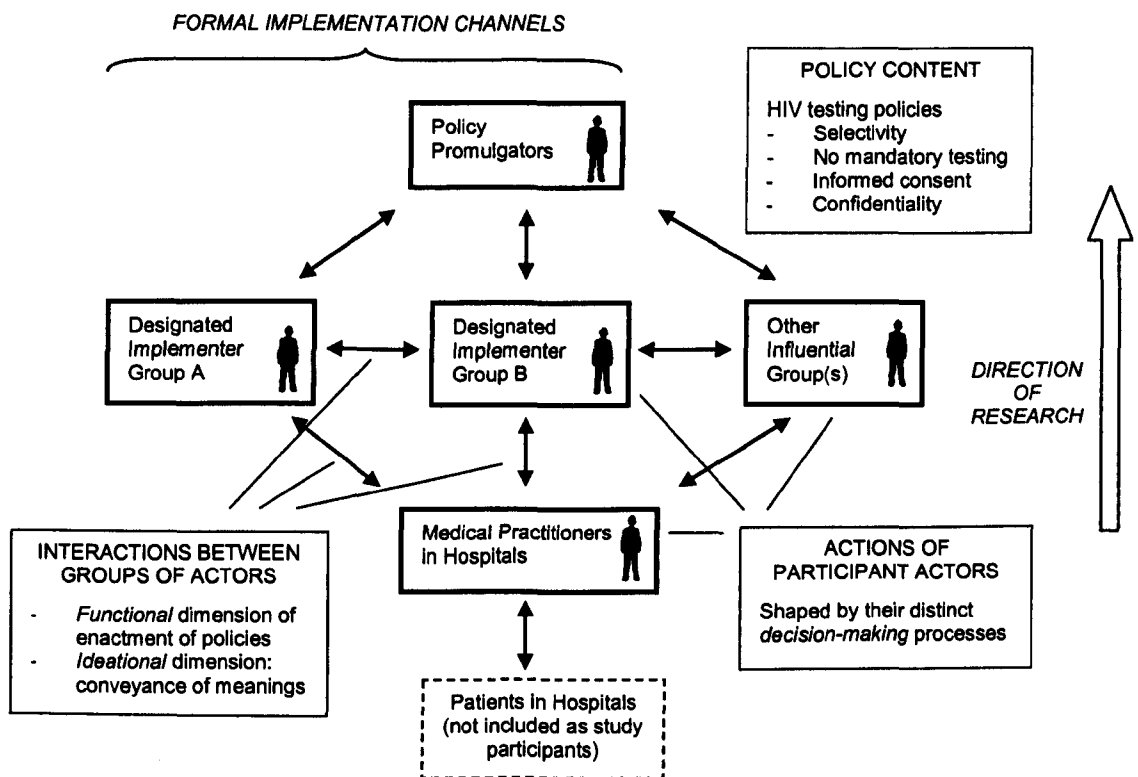 FORMAL IMPLEMENTATION CHANNELS
POLICY CONTENT
HIV testing policies
- Selectivity
- No mandatory testing
- Informed consent
- Confidentiality
Policy
Promulgators
Designated
Implementer
Group A
Designated
Implementer
Group B
Other
Influential
Group(s)
DIRECTION
OF
RESEARCH
Medical Practitioners
in Hospitals
INTERACTIONS BETWEEN
GROUPS OF ACTORS
- Functional dimension of
enactment of policies
- Ideational dimension:
conveyance of meanings
ACTIONS OF
PARTICIPANT ACTORS
Shaped by their distinct
decision-making processes
Patients in Hospitals
(not included as study
participants)